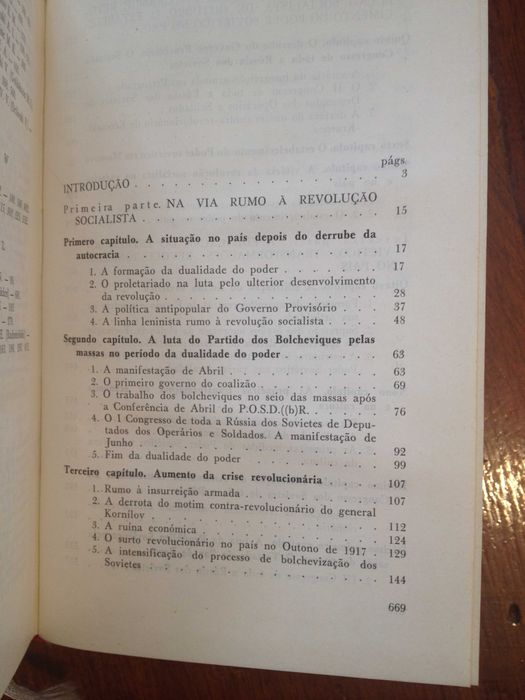 págs.
INTRODUÇÃO . . . . . . . . . . . . . . . 3
Primeira parte. NA VIA RUMO À REVOLUÇÃO
SOCIALISTA . . . . . . . . . . . . . . . 15
Primero capítulo. A situação no país depois do derrube da
autocracia . . . . . . . . . . . . . . . 17
1. A formação da dualidade do poder . . . . . . . 17
2. O proletariado na luta pelo ulterior desenvolvimento
da revolução . . . . . . . . . . . . . 28
3. A política antipopular do Governo Provisório . . . 37
4. A linha leninista rumo à revolução socialista . . . 48
Segundo capítulo. A luta do Partido dos Bolcheviques pelas
massas no período da dualidade do poder . . . . . . 63
1. A manifestação de Abril . . . . . . . . . . 63
2. O primeiro governo do coalizão . . . . . . . . 69
3. O trabalho dos bolcheviques no seio das massas após
a Conferência de Abril do P.O.S.D.((b)R. . . . . . 76
4. O I Congresso de toda a Rússia dos Sovietes de Depu-
tados dos Operários e Soldados. A manifestação de
Junho . . . . . . . . . . . . . . . 92
5. Fim da dualidade do poder . . . . . . . . . 99
Terceiro capítulo. Aumento da crise revolucionária . . . . 107
1. Rumo à insurreição armada . . . . . . . . . 107
2. A derrota do motim contra-revolucionário do general
Kornílov . . . . . . . . . . . . . . 112
3. A ruína económica . . . . . . . . . . . . 124
4. O surto revolucionário no país no Outono de 1917 . . 129
5. A intensificação do processo de bolchevização dos
Sovietes . . . . . . . . . . . . . . 144
669